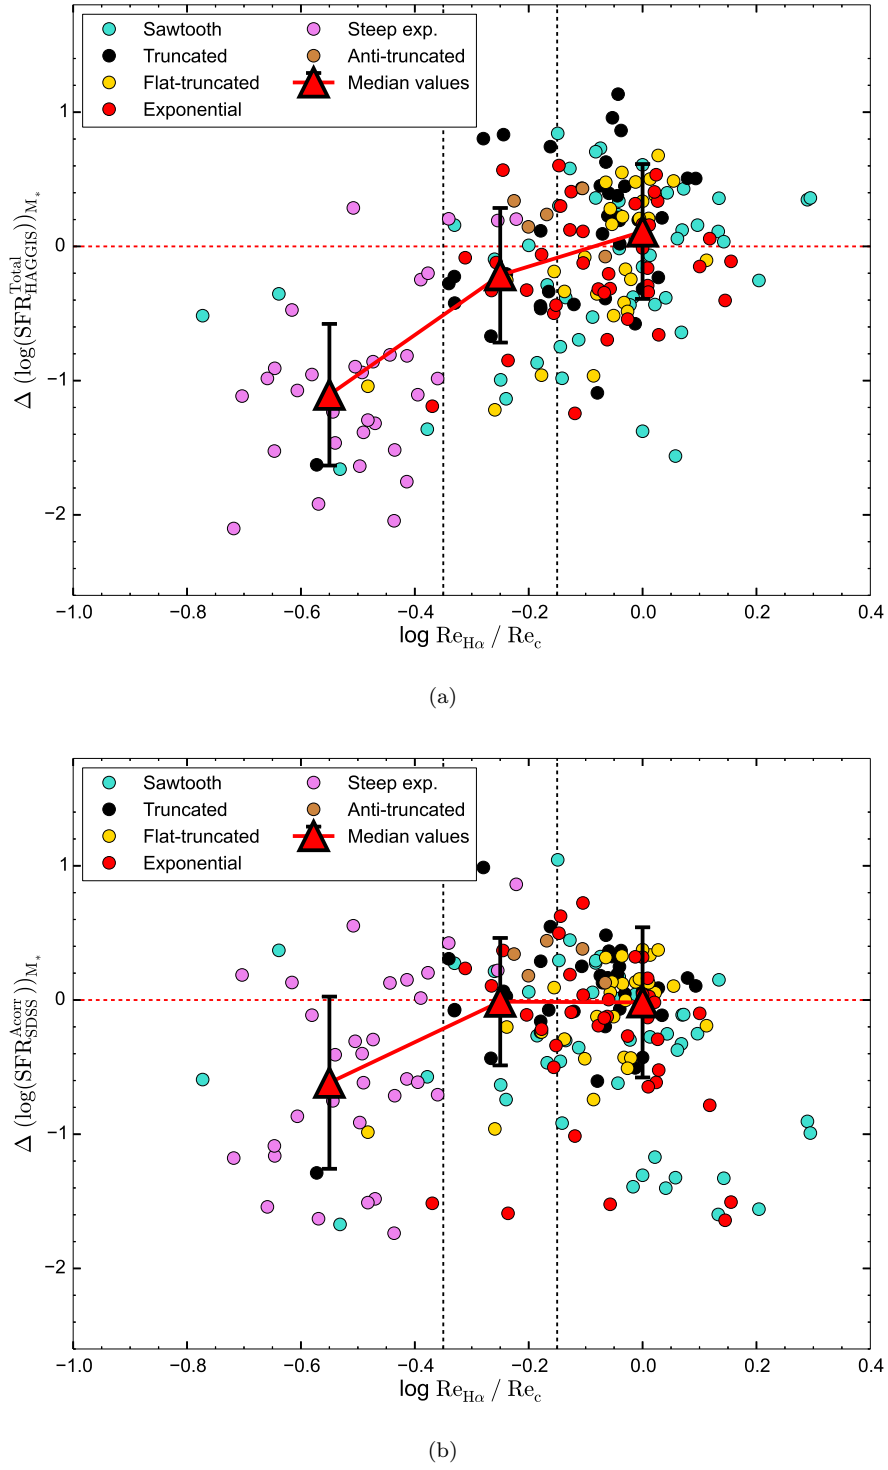 Sawtooth Steep exp.
Truncated Anti-truncated
Flat-truncated Median values
Exponential
1
0
−1
−2
Δ (log(SFR^Total_HAGGIS))_M*
−1.0 −0.8 −0.6 −0.4 −0.2 0.0 0.2 0.4
log Re_Hα / Re_c
(a)
Sawtooth Steep exp.
Truncated Anti-truncated
Flat-truncated Median values
Exponential
1
0
−1
−2
Δ (log(SFR^Acorr_SDSS))_M*
−1.0 −0.8 −0.6 −0.4 −0.2 0.0 0.2 0.4
log Re_Hα / Re_c
(b)